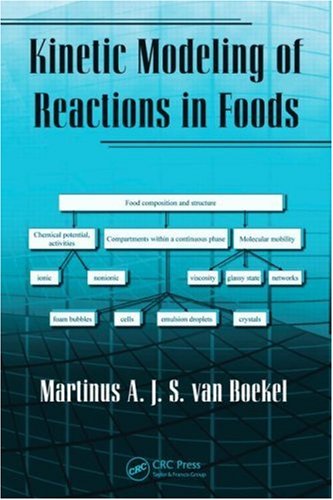 Kinetic Modeling of
Reactions in Foods
Food composition and structure
Chemical potential,
activities
Compartments within a continuous phase
Molecular mobility
ionic
nonionic
viscosity
glassy state
networks
foam bubbles
cells
emulsion droplets
crystals
Martinus A. J. S. van Boekel
CRC
CRC Press
Taylor & Francis Group